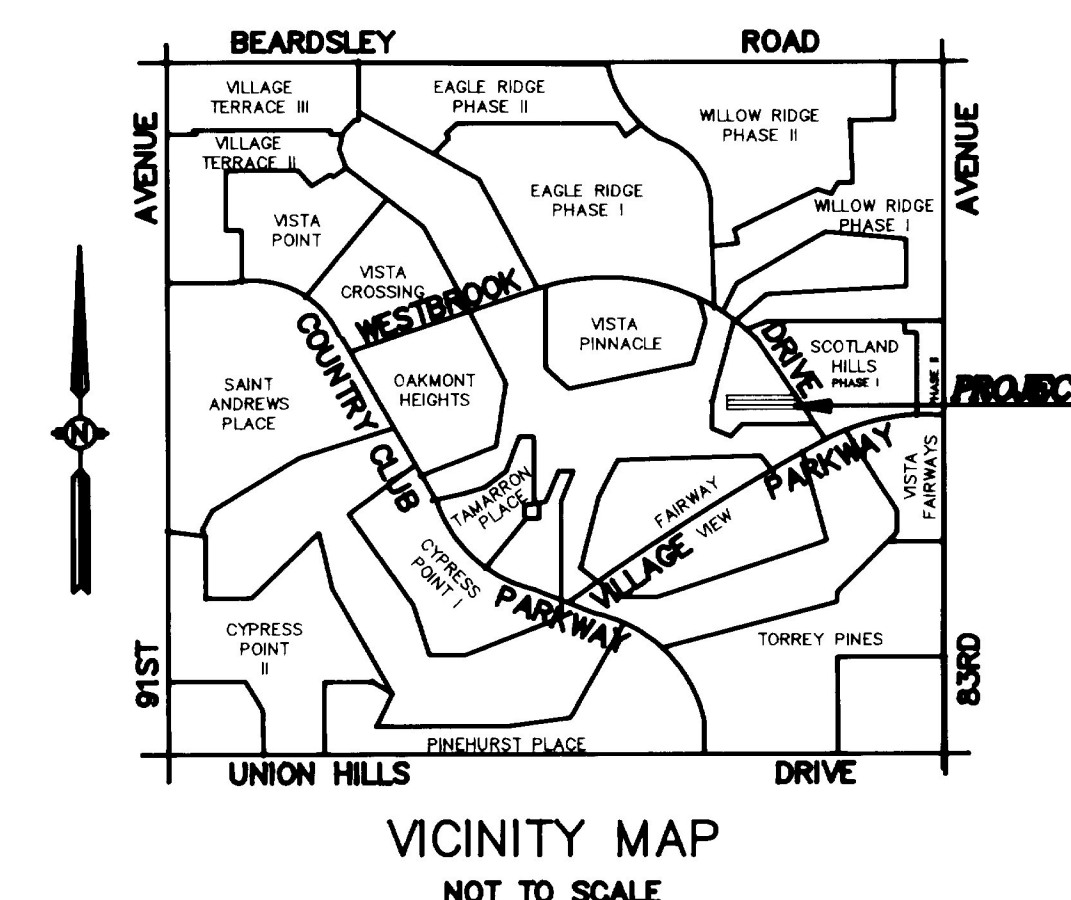 BEARDSLEY ROAD
VILLAGE
TERRACE III
EAGLE RIDGE
PHASE II
WILLOW RIDGE
PHASE II
AVENUE
AVENUE
VILLAGE
TERRACE II
EAGLE RIDGE
PHASE I
WILLOW RIDGE
PHASE I
VISTA
POINT
VISTA
CROSSING
WESTBROOK DRIVE
VISTA
PINNACLE
SCOTLAND
HILLS
PHASE I
PHASE II
PROJEC
COUNTRY CLUB PARKWAY
OAKMONT
HEIGHTS
SAINT
ANDREWS
PLACE
N
TAMARRON
PLACE
FAIRWAY VIEW
VILLAGE PARKWAY
VISTA
FAIRWAYS
CYPRESS
POINT I
CYPRESS
POINT
II
TORREY PINES
91ST
83RD
PINEHURST PLACE
UNION HILLS DRIVE
VICINITY MAP
NOT TO SCALE